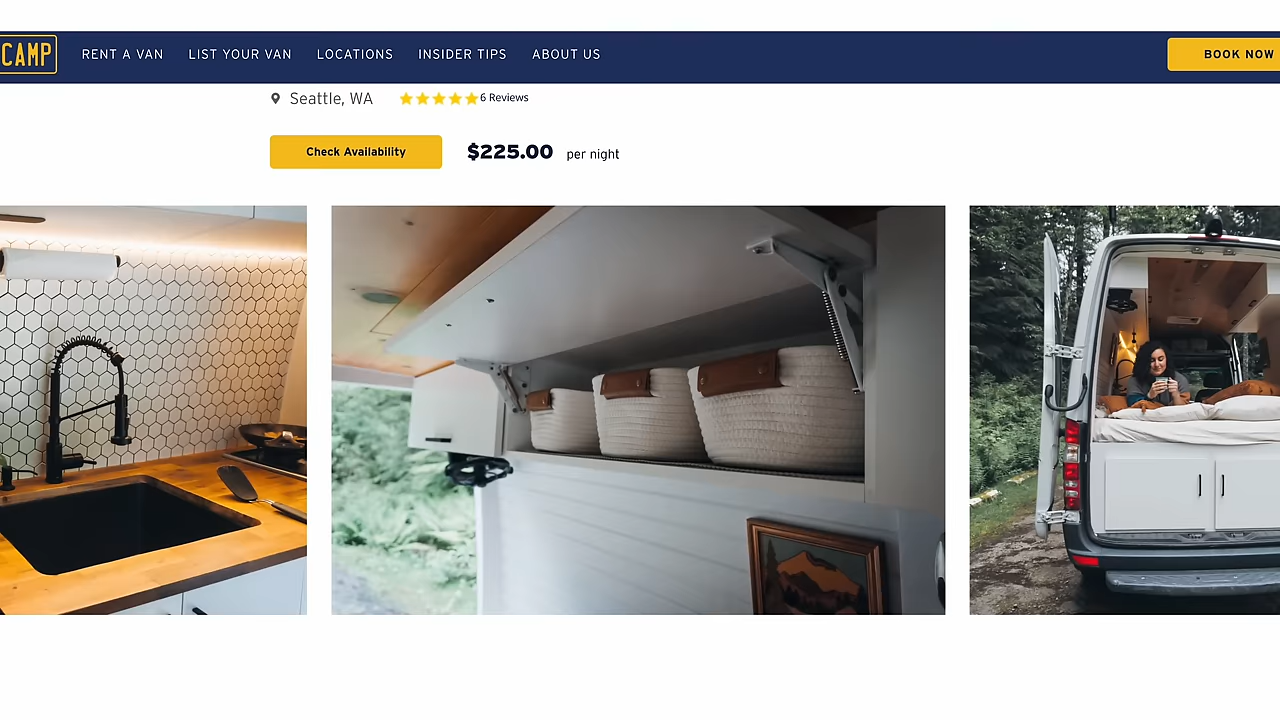 CAMP
RENT A VAN LIST YOUR VAN LOCATIONS INSIDER TIPS ABOUT US BOOK NOW
Seattle, WA 6 Reviews
Check Availability $225.00 per night